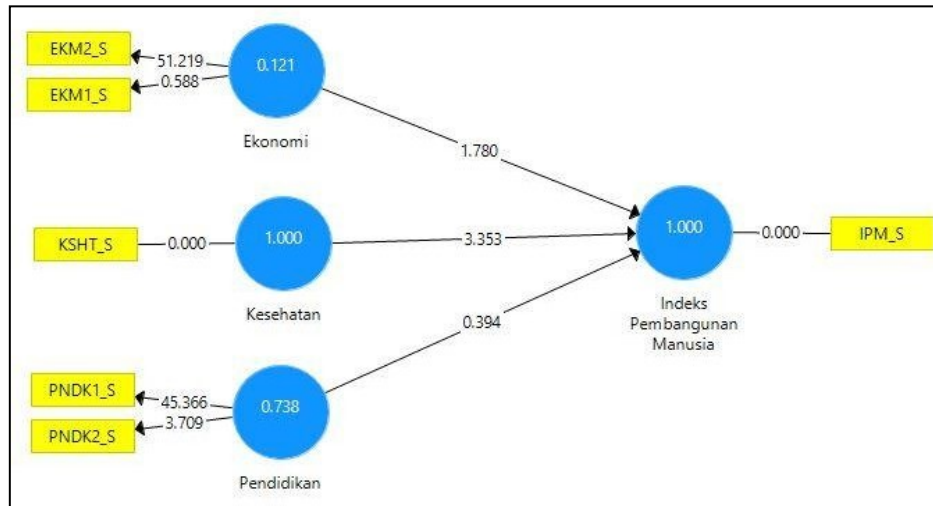 EKM2_S
51.219
0.121
EKM1_S
0.588
Ekonomi
1.780
KSHT_S
0.000
1.000
3.353
1.000
0.000
IPM_S
Kesehatan
Indeks
Pembangunan
Manusia
0.394
PNDK1_S
45.366
0.738
PNDK2_S
3.709
Pendidikan